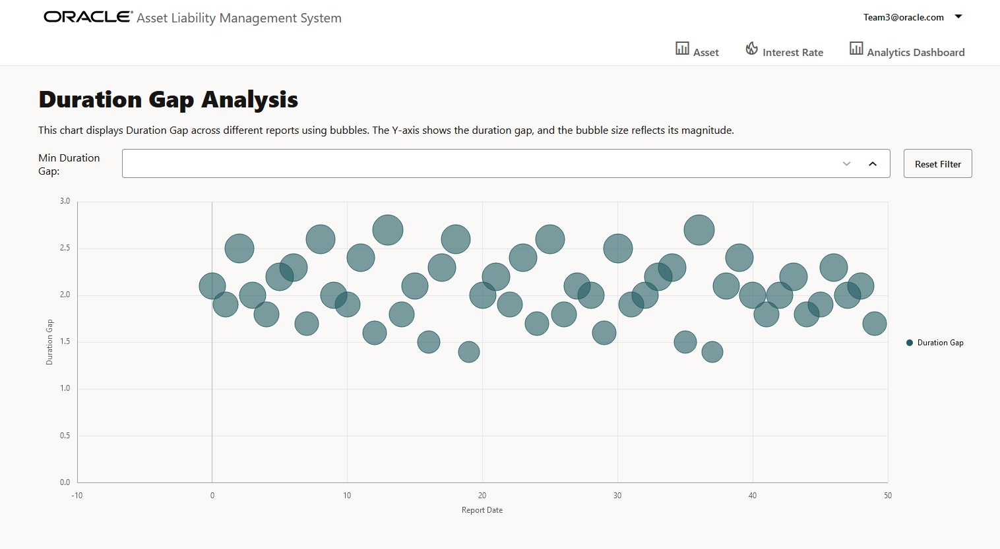 ORACLE® Asset Liability Management System
Team3@oracle.com
Asset
Interest Rate
Analytics Dashboard
Duration Gap Analysis
This chart displays Duration Gap across different reports using bubbles. The Y-axis shows the duration gap, and the bubble size reflects its magnitude.
Min Duration
Gap:
Reset Filter
3.0
2.5
2.0
1.5
1.0
0.5
0.0
Duration Gap
-10
0
10
20
30
40
50
Report Date
Duration Gap